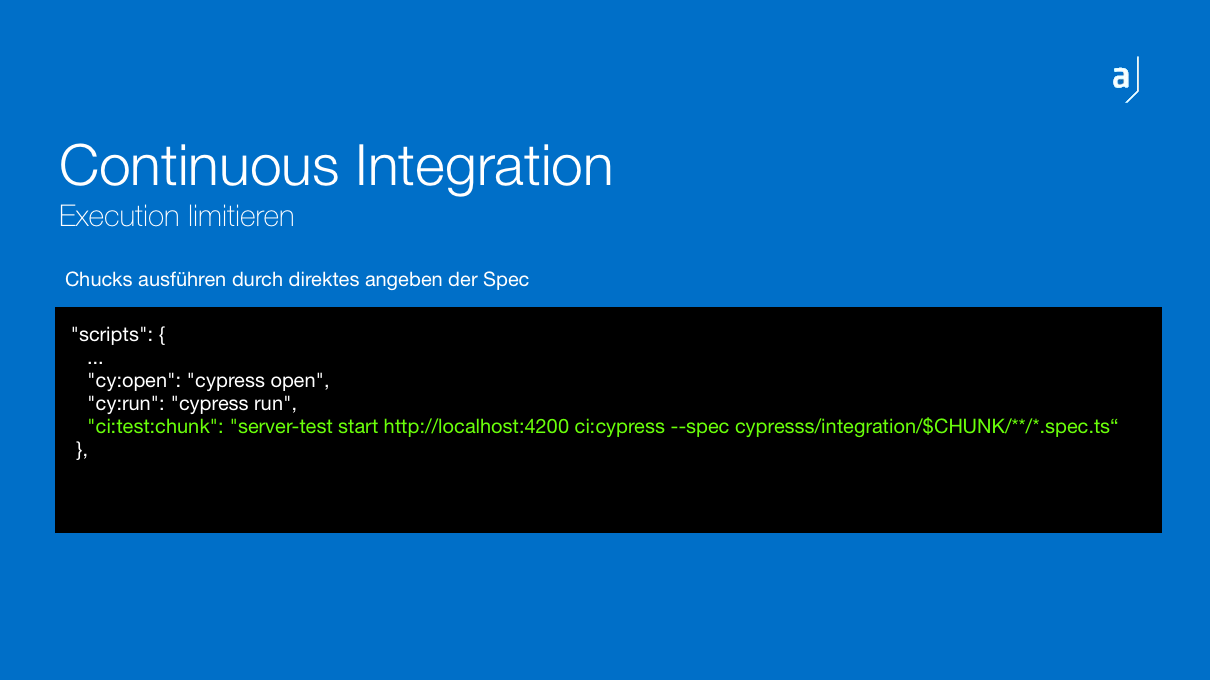 a
Continuous Integration
Execution limitieren
Chucks ausführen durch direktes angeben der Spec
"scripts": {
...
"cy:open": "cypress open",
"cy:run": "cypress run",
"ci:test:chunk": "server-test start http://localhost:4200 ci:cypress --spec cypresss/integration/$CHUNK/**/*.spec.ts“
},